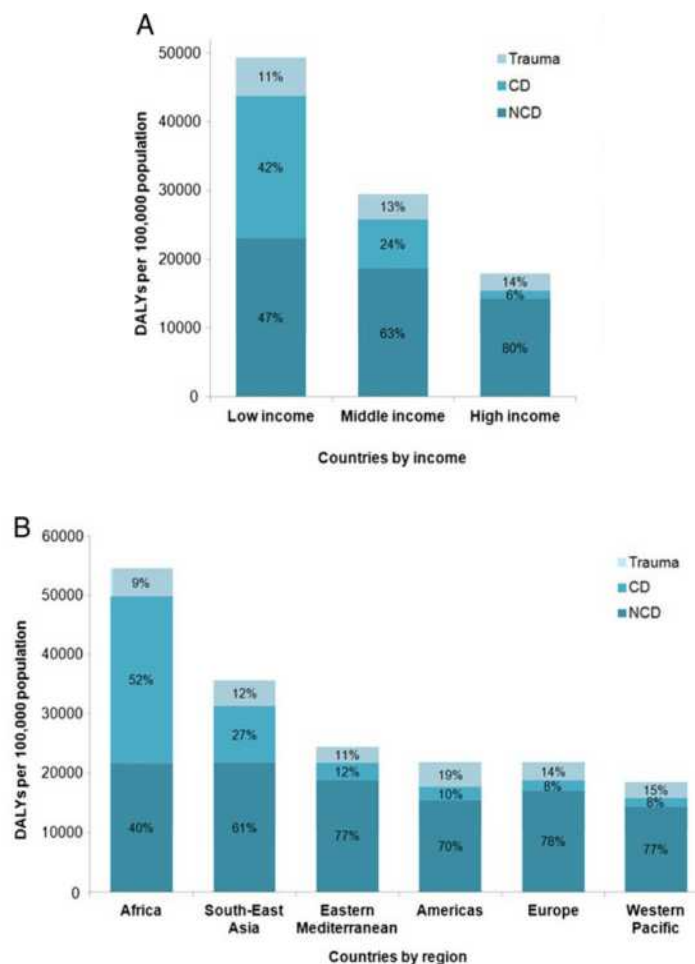 A
50000
40000
30000
20000
10000
0
DALYs per 100,000 population
11%
42%
47%
13%
24%
63%
14%
6%
80%
Trauma
CD
NCD
Low income
Middle income
High income
Countries by income
B
60000
50000
40000
30000
20000
10000
0
DALYs per 100,000 population
9%
52%
40%
12%
27%
61%
11%
12%
77%
19%
10%
70%
14%
8%
78%
15%
8%
77%
Trauma
CD
NCD
Africa
South-East
Asia
Eastern
Mediterranean
Americas
Europe
Western
Pacific
Countries by region